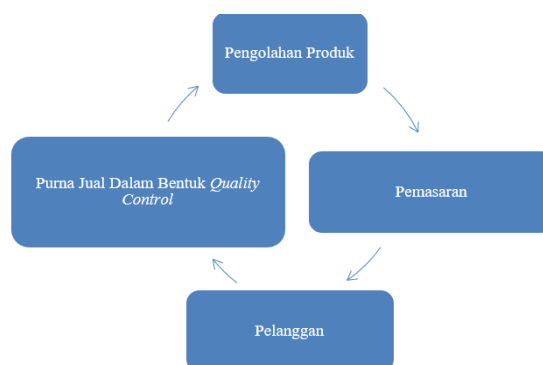 Pengolahan Produk
Purna Jual Dalam Bentuk Quality
Control
Pemasaran
Pelanggan